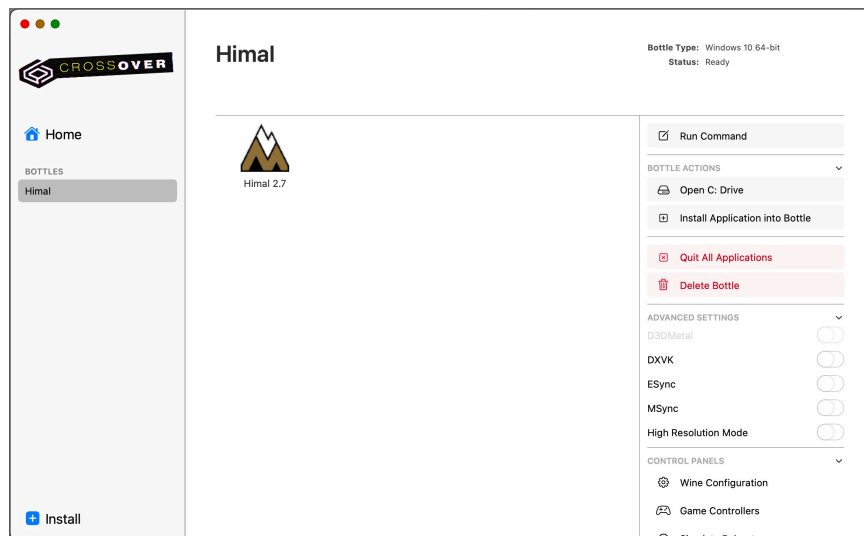 CROSSOVER
Home
BOTTLES
Himal
Install
Himal
Bottle Type: Windows 10 64-bit
Status: Ready
Himal 2.7
Run Command
BOTTLE ACTIONS
Open C: Drive
Install Application into Bottle
Quit All Applications
Delete Bottle
ADVANCED SETTINGS
D3DMetal
DXVK
ESync
MSync
High Resolution Mode
CONTROL PANELS
Wine Configuration
Game Controllers